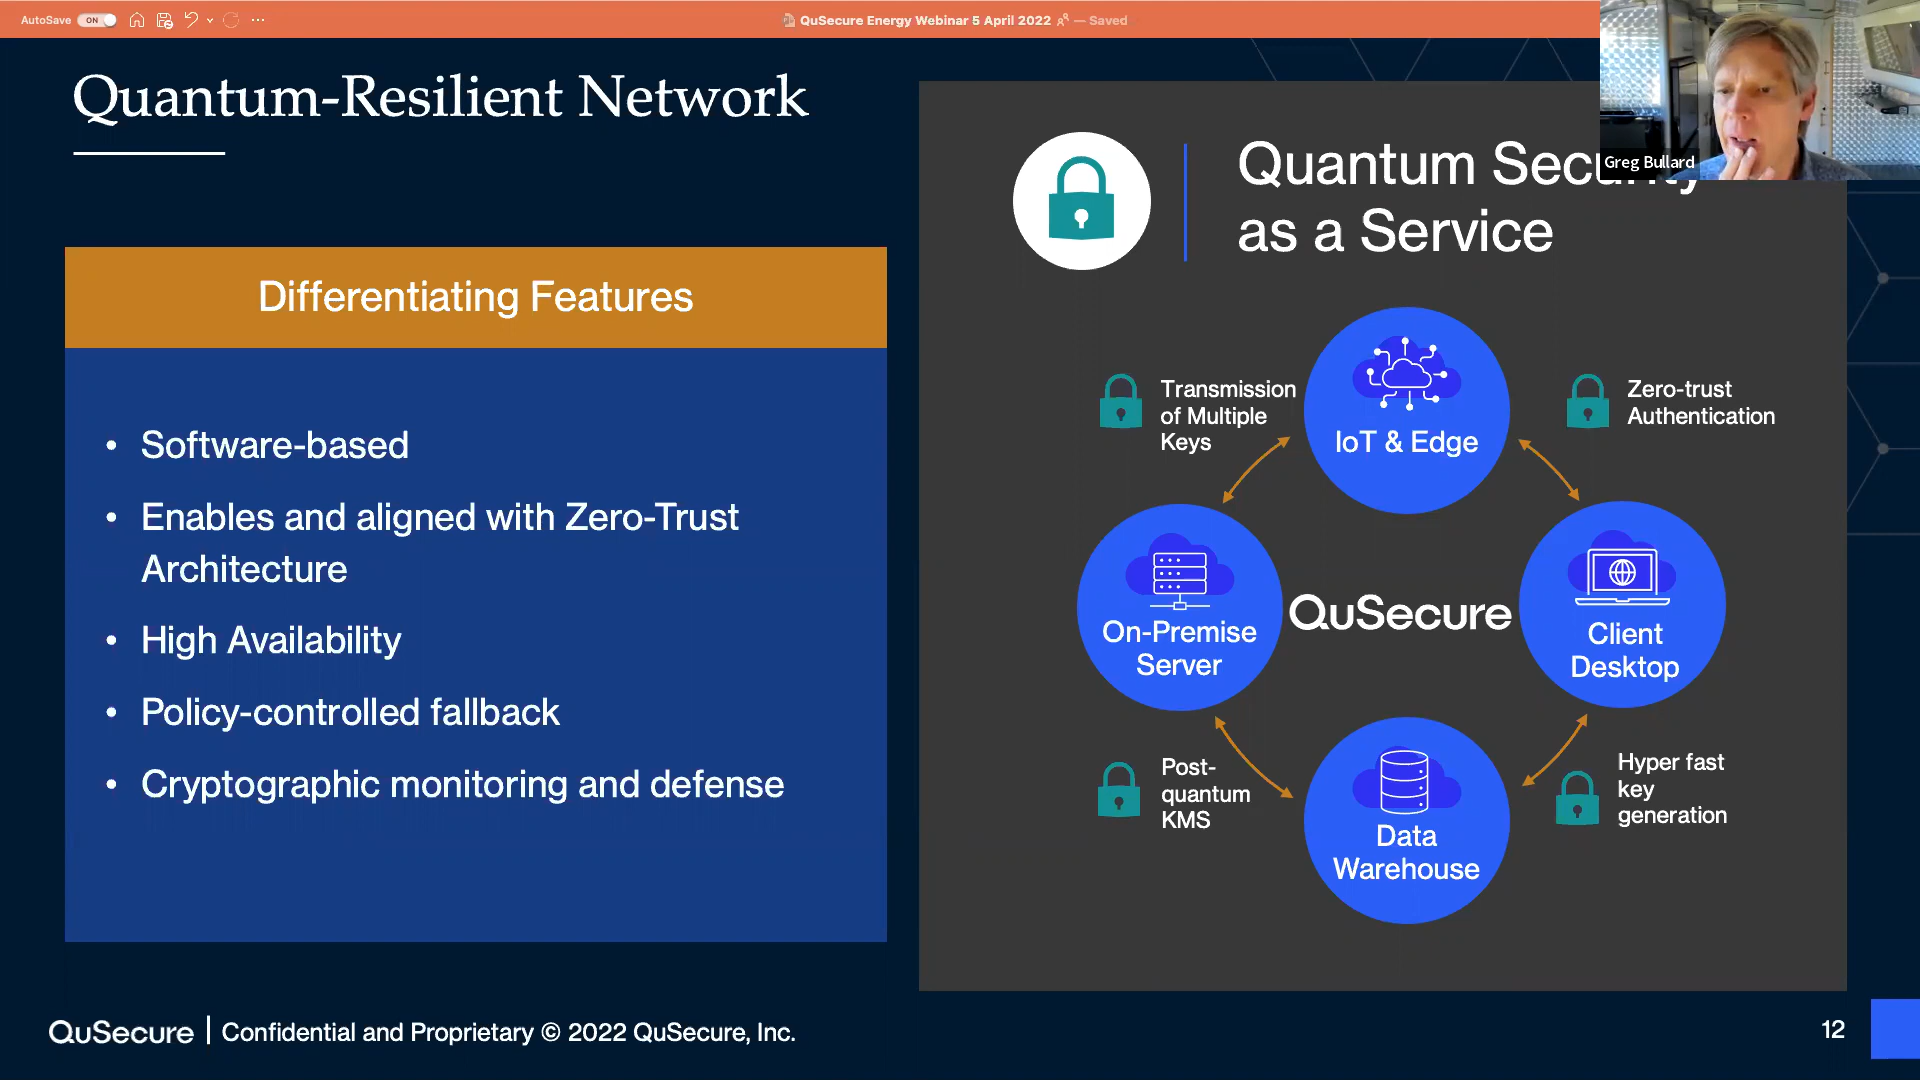 AutoSave ON
QuSecure Energy Webinar 5 April 2022 — Saved
Quantum-Resilient Network
Differentiating Features
• Software-based
• Enables and aligned with Zero-Trust
Architecture
• High Availability
• Policy-controlled fallback
• Cryptographic monitoring and defense
Greg Bullard
Quantum Security
as a Service
Transmission
of Multiple
Keys
IoT & Edge
Zero-trust
Authentication
On-Premise
Server
QuSecure
Client
Desktop
Post-
quantum
KMS
Data
Warehouse
Hyper fast
key
generation
QuSecure | Confidential and Proprietary © 2022 QuSecure, Inc.
12